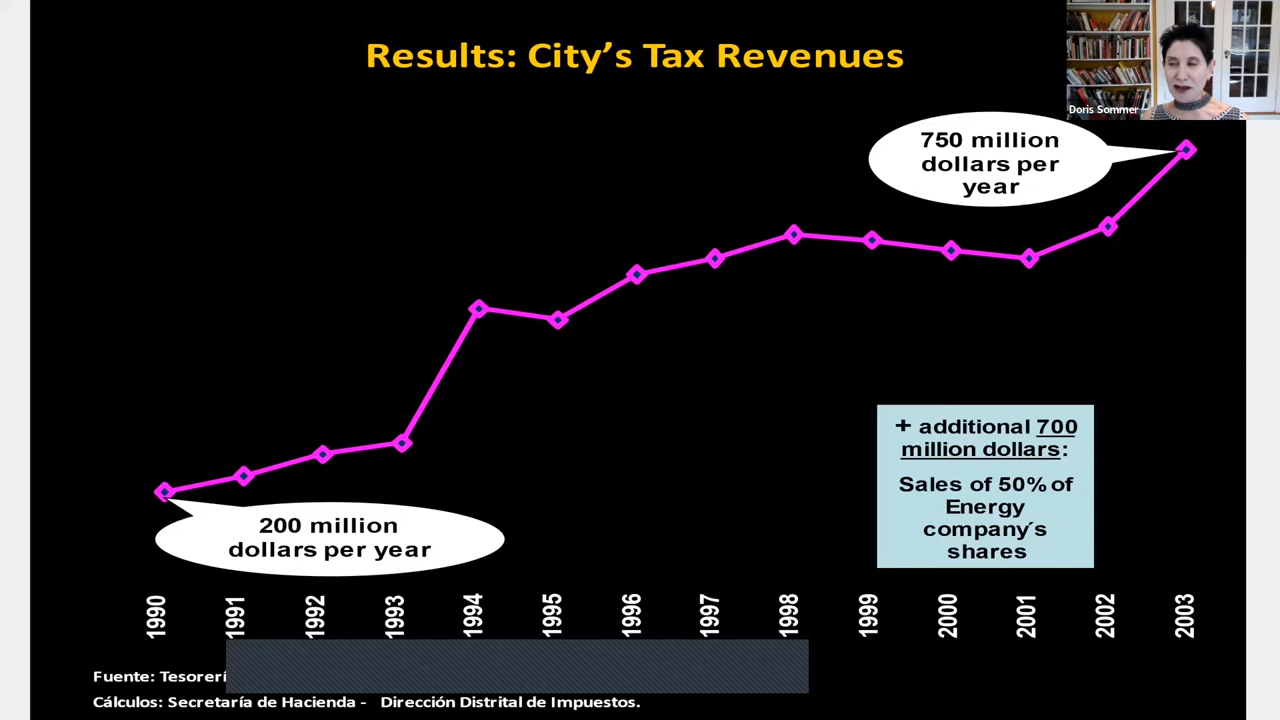 Results: City’s Tax Revenues
Doris Sommer
750 million
dollars per
year
+ additional 700
million dollars:
Sales of 50% of
Energy
company´s
shares
200 million
dollars per year
1990 1991 1992 1993 1994 1995 1996 1997 1998 1999 2000 2001 2002 2003
Fuente:
Cálculos: Secretaría de Hacienda - Dirección Distrital de Impuestos.